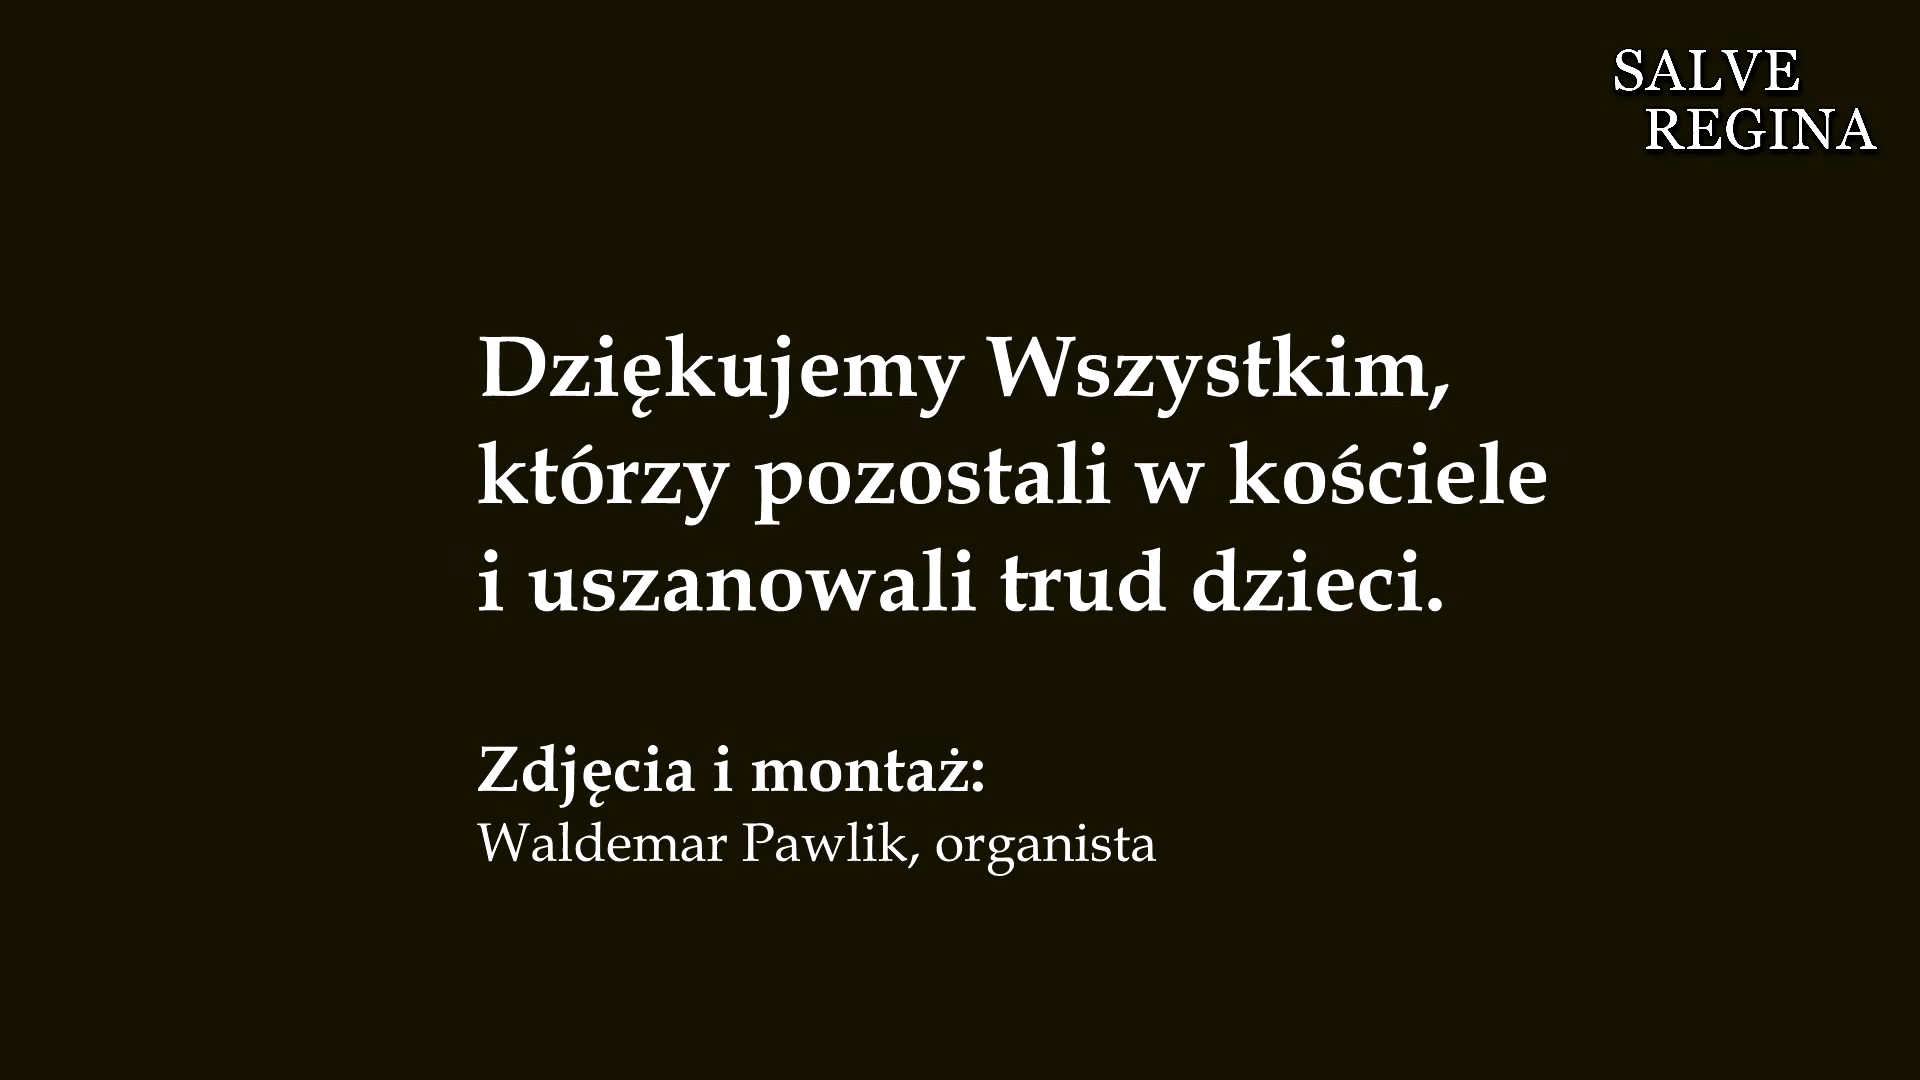 SALVE
REGINA
Dziękujemy Wszystkim,
którzy pozostali w kościele
i uszanowali trud dzieci.
Zdjęcia i montaż:
Waldemar Pawlik, organista